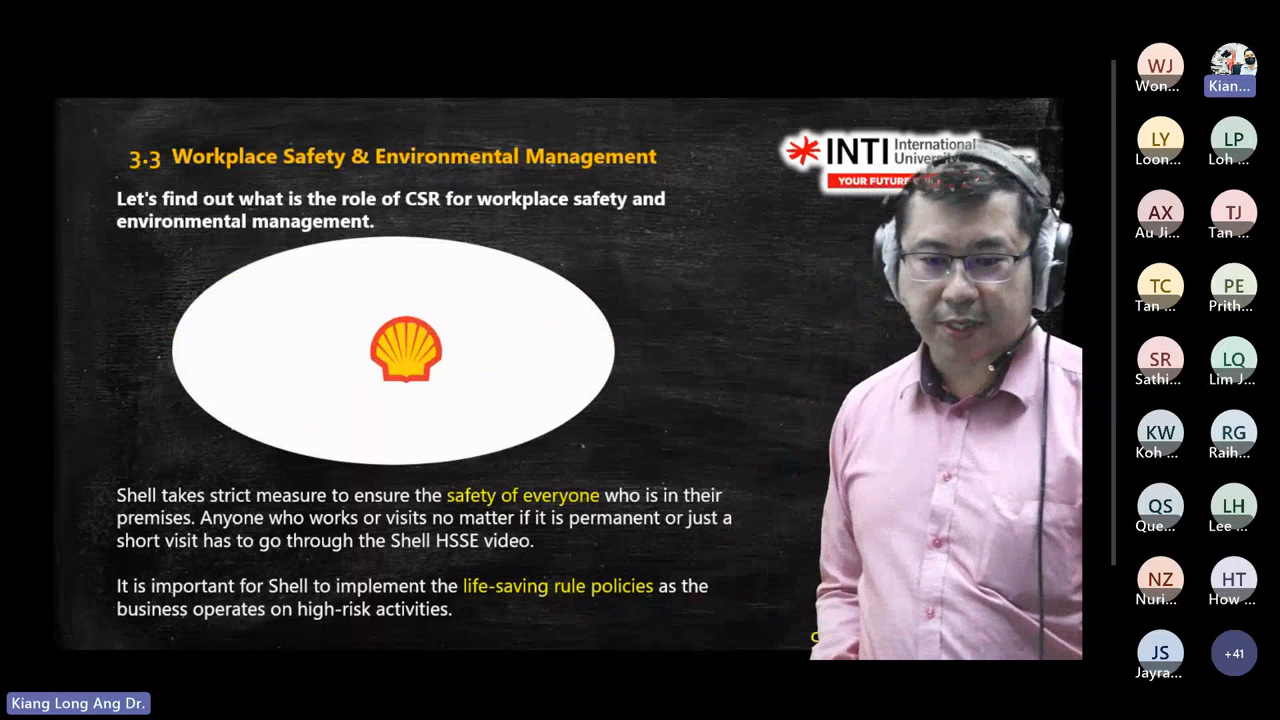 3.3 Workplace Safety & Environmental Management
INTI International
University
YOUR FUTURE
Let's find out what is the role of CSR for workplace safety and
environmental management.
Shell takes strict measure to ensure the safety of everyone who is in their
premises. Anyone who works or visits no matter if it is permanent or just a
short visit has to go through the Shell HSSE video.
It is important for Shell to implement the life-saving rule policies as the
business operates on high-risk activities.
WJ
Won...
Kian...
LY
Loon...
LP
Loh ...
AX
Au Ji...
TJ
Tan ...
TC
Tan ...
PE
Prith...
SR
Sathi...
LQ
Lim J...
KW
Koh ...
RG
Raih...
QS
Que...
LH
Lee ...
NZ
Nuri...
HT
How ...
JS
Jayra...
+41
Kiang Long Ang Dr.